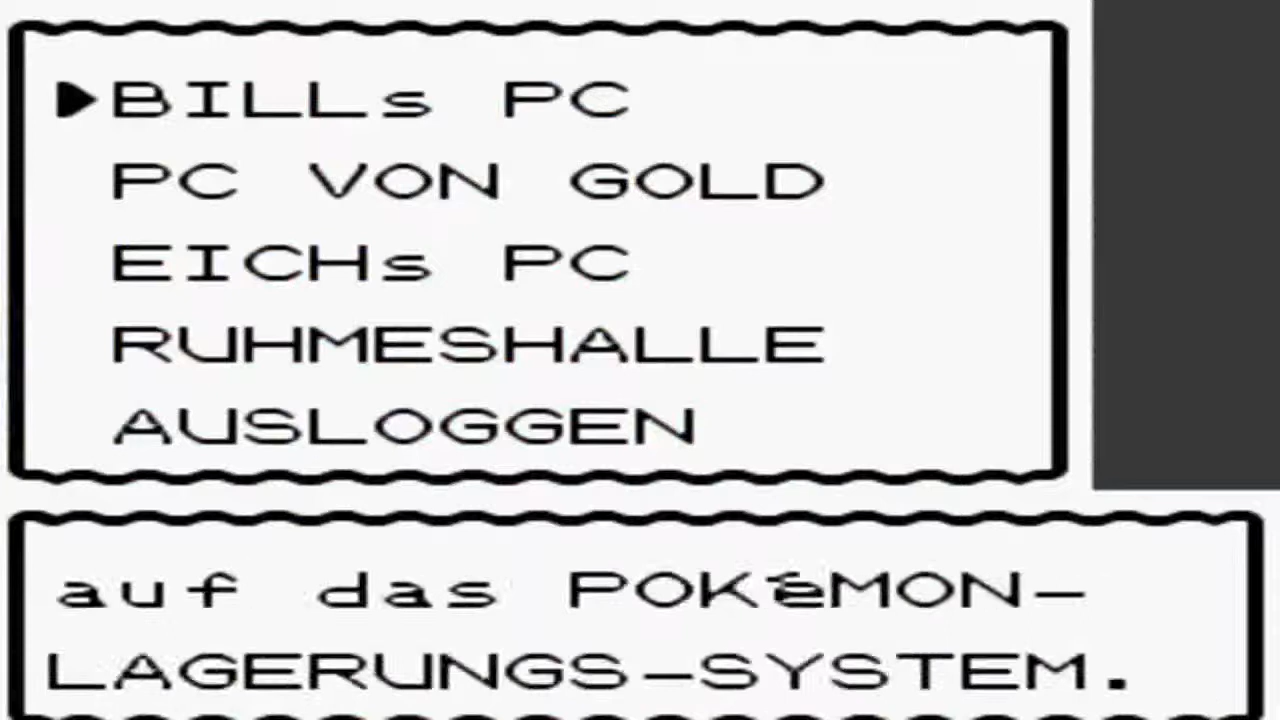 ▶BILLs PC
PC VON GOLD
EICHs PC
RUHMESHALLE
AUSLOGGEN
auf das POKéMON-
LAGERUNGS-SYSTEM.